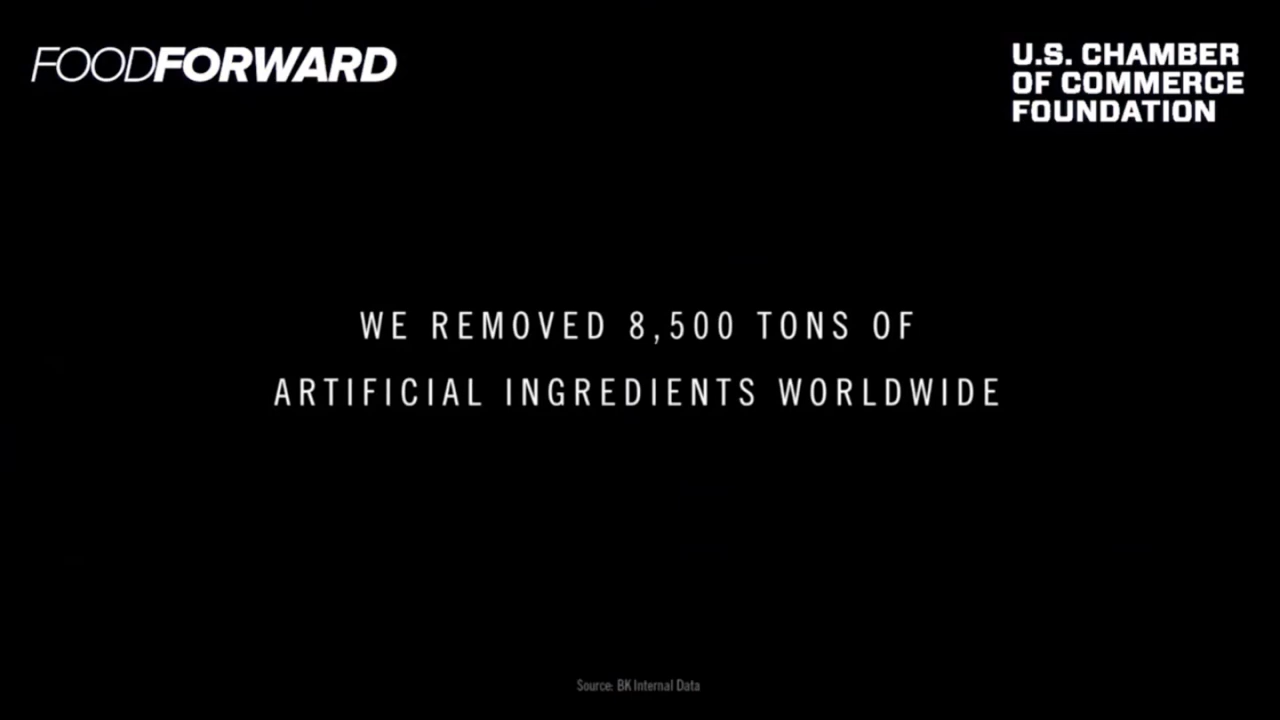 FOODFORWARD
U.S. CHAMBER
OF COMMERCE
FOUNDATION
WE REMOVED 8,500 TONS OF
ARTIFICIAL INGREDIENTS WORLDWIDE
Source: BK Internal Data